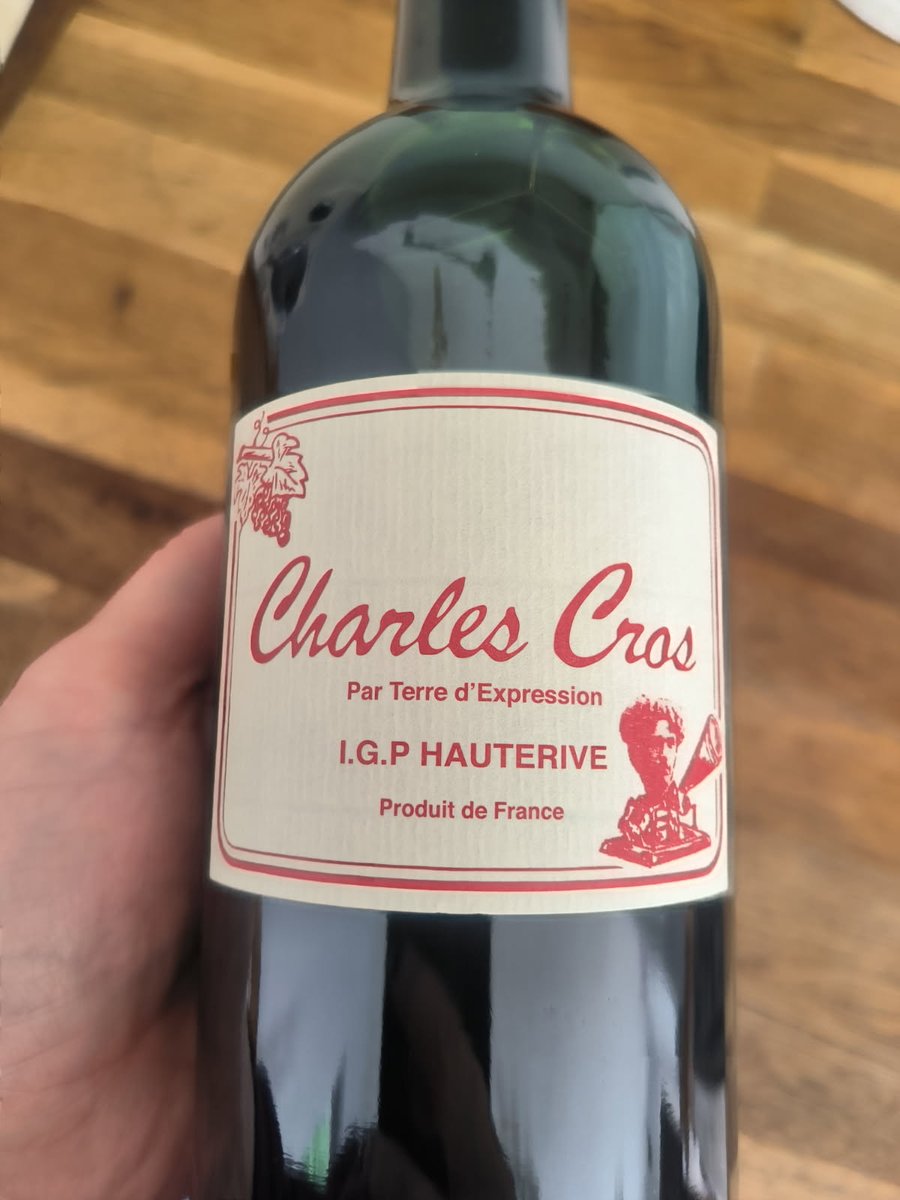 Charles Cros
Par Terre d'Expression
I.G.P HAUTERIVE
Produit de France